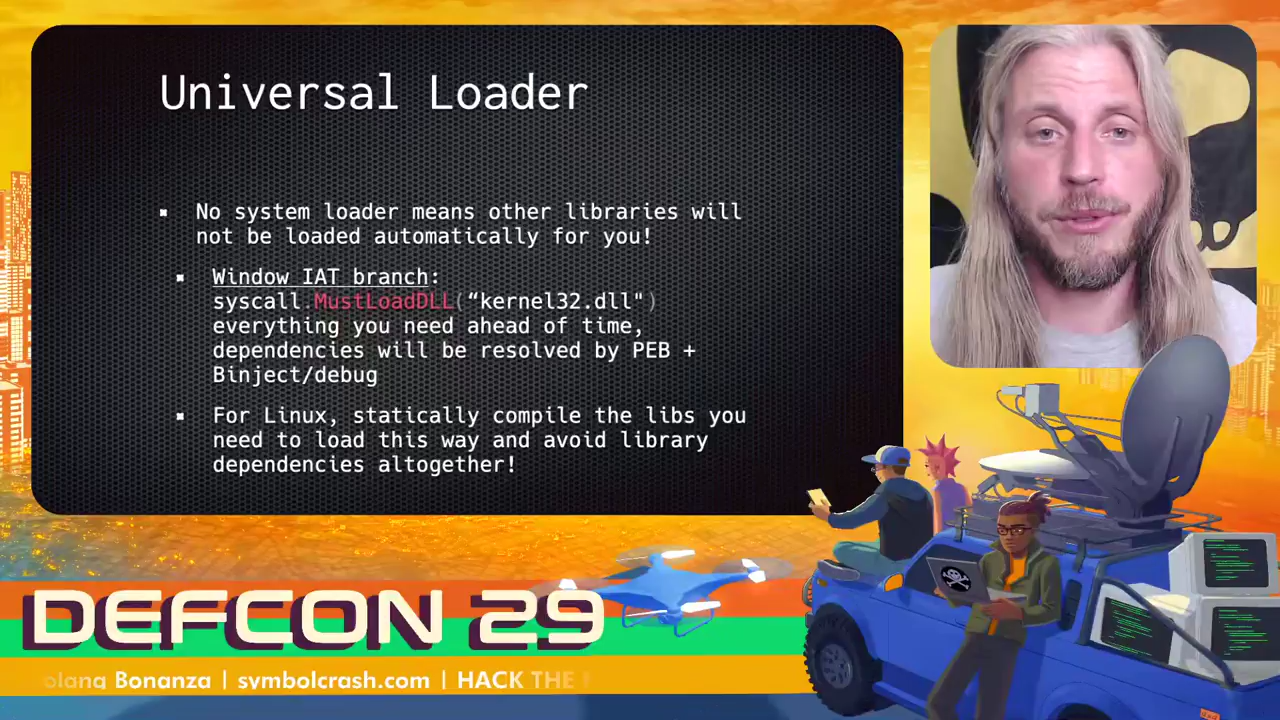 Universal Loader
▪ No system loader means other libraries will
not be loaded automatically for you!
▪ Window IAT branch:
syscall.MustLoadDLL(“kernel32.dll")
everything you need ahead of time,
dependencies will be resolved by PEB +
Binject/debug
▪ For Linux, statically compile the libs you
need to load this way and avoid library
dependencies altogether!
DEFCON 29
olang Bonanza | symbolcrash.com | HACK THE